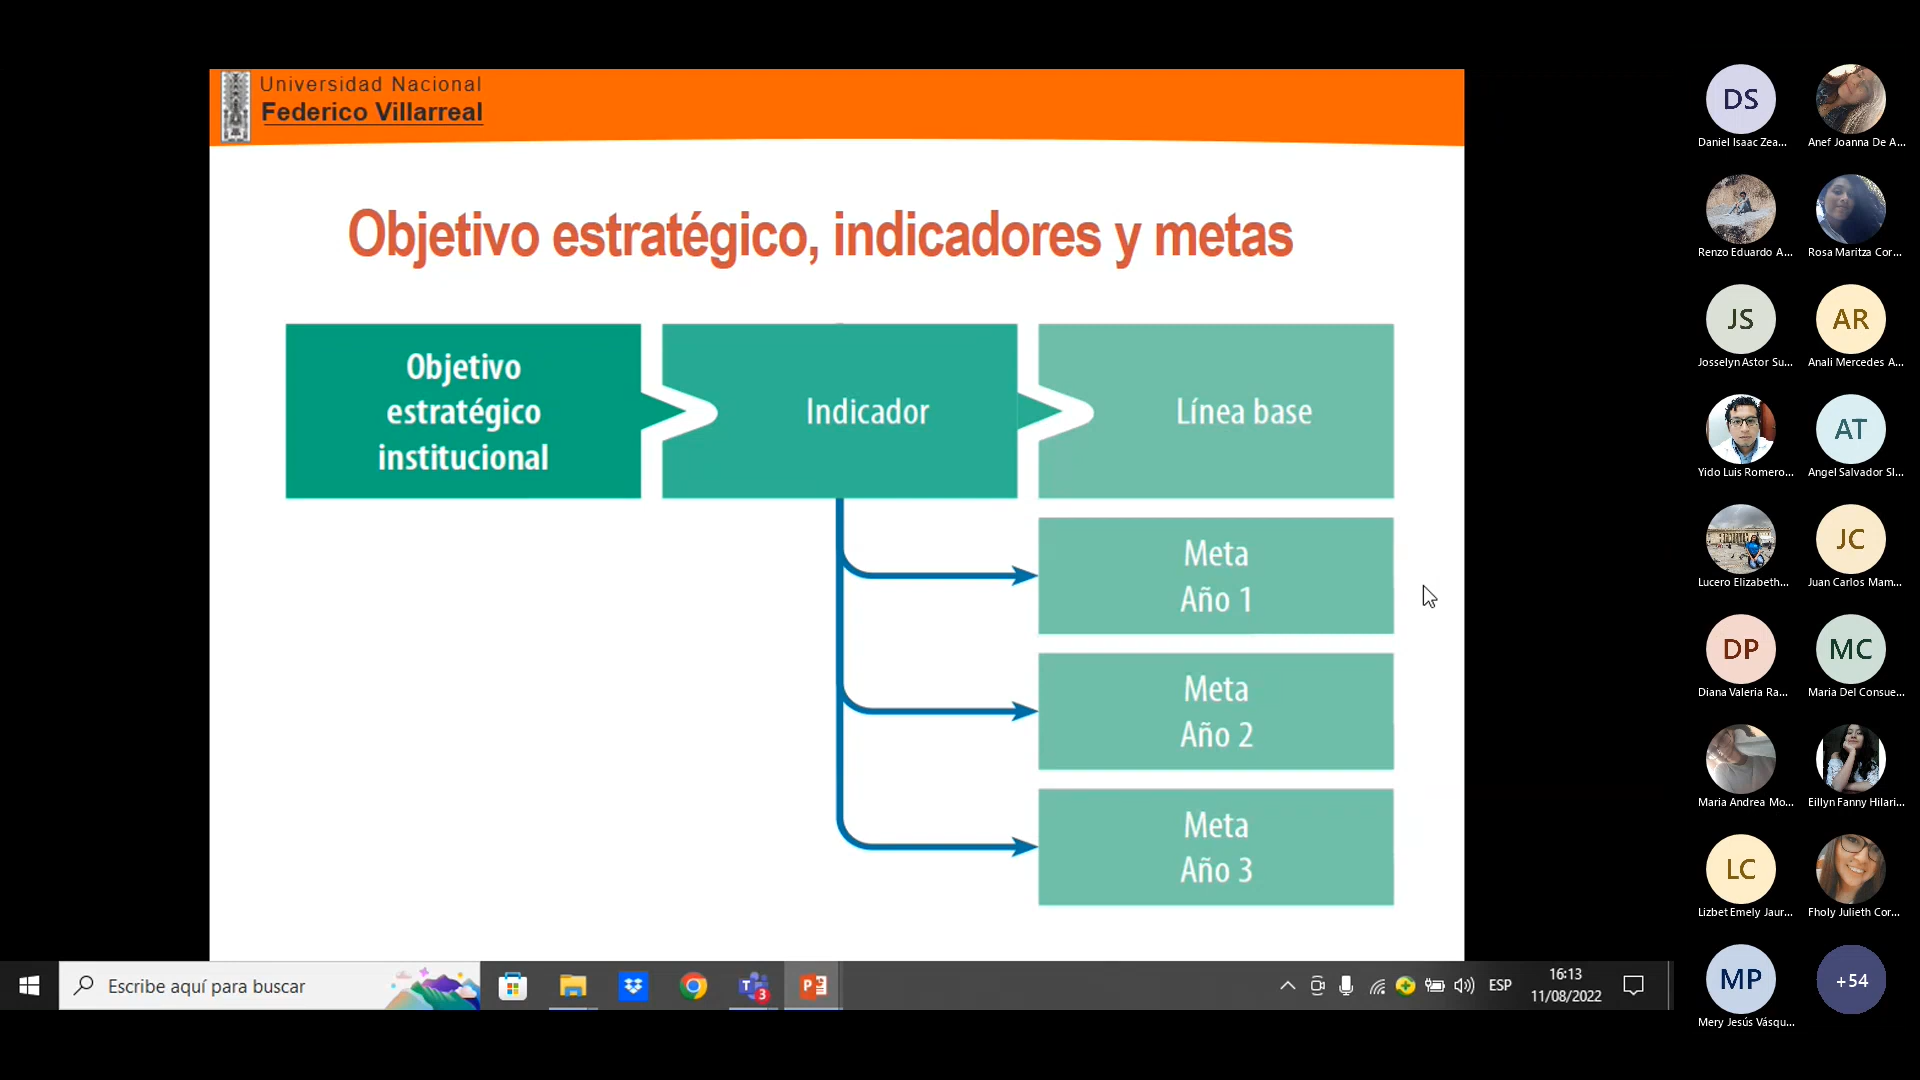 Universidad Nacional
Federico Villarreal
Objetivo estratégico, indicadores y metas
Objetivo
estratégico
institucional
Indicador
Línea base
Meta
Año 1
Meta
Año 2
Meta
Año 3
DS
Daniel Isaac Zea...
Anef Joanna De A...
Renzo Eduardo A...
Rosa Maritza Cor...
JS
Josselyn Astor Su...
AR
Anali Mercedes A...
Yido Luis Romero...
AT
Angel Salvador Sl...
Lucero Elizabeth...
JC
Juan Carlos Mam...
DP
Diana Valeria Ra...
MC
Maria Del Consue...
Maria Andrea Mo...
Eillyn Fanny Hilari...
LC
Lizbet Emely Jaur...
Fholy Julieth Cor...
MP
Mery Jesús Vásqu...
+54
Escribe aquí para buscar
T
3
P
ESP
16:13
11/08/2022